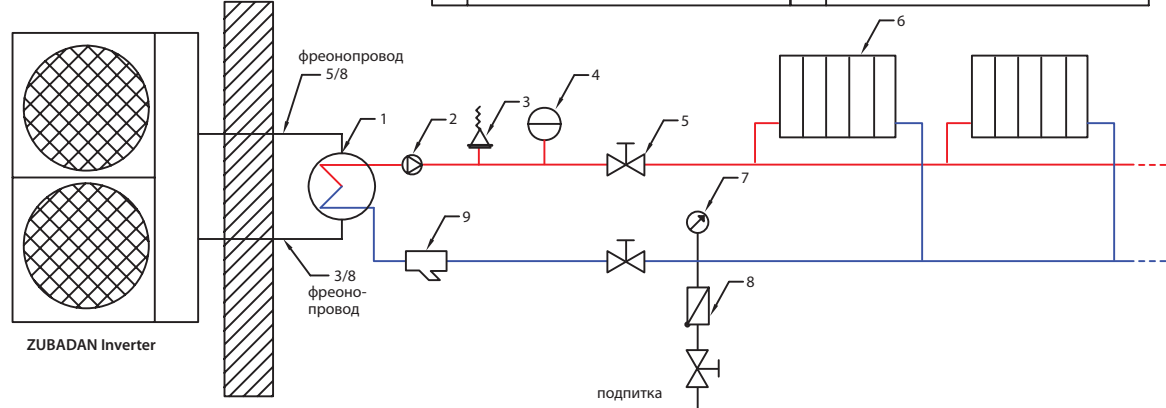 фреонопровод
5/8
1
2
3
4
5
6
7
8
9
3/8
фреоно-
провод
ZUBADAN Inverter
подпитка